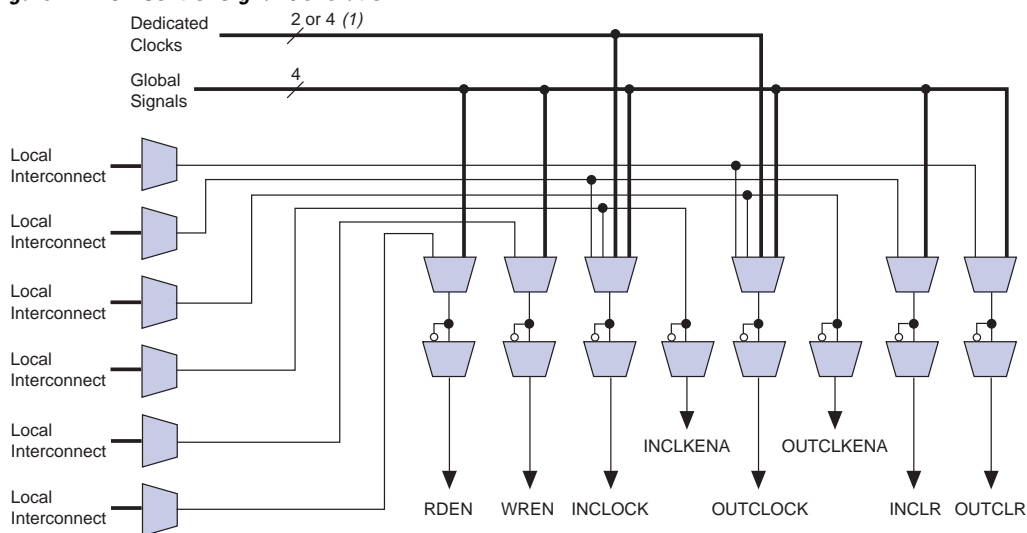 Dedicated
Clocks
2 or 4 (1)
Global
Signals
4
Local
Interconnect
Local
Interconnect
Local
Interconnect
Local
Interconnect
Local
Interconnect
Local
Interconnect
INCLKENA
OUTCLKENA
RDEN
WREN
INCLOCK
OUTCLOCK
INCLR
OUTCLR